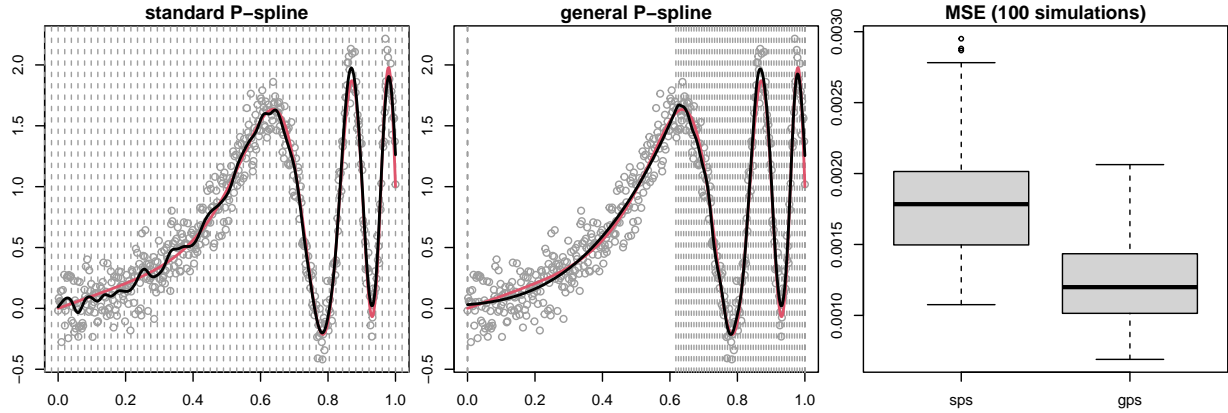 standard P−spline
general P−spline
MSE (100 simulations)
2.0
1.5
1.0
0.5
0.0
−0.5
0.0 0.2 0.4 0.6 0.8 1.0
2.0
1.5
1.0
0.5
0.0
−0.5
0.0 0.2 0.4 0.6 0.8 1.0
0.0030
0.0025
0.0020
0.0015
0.0010
sps gps